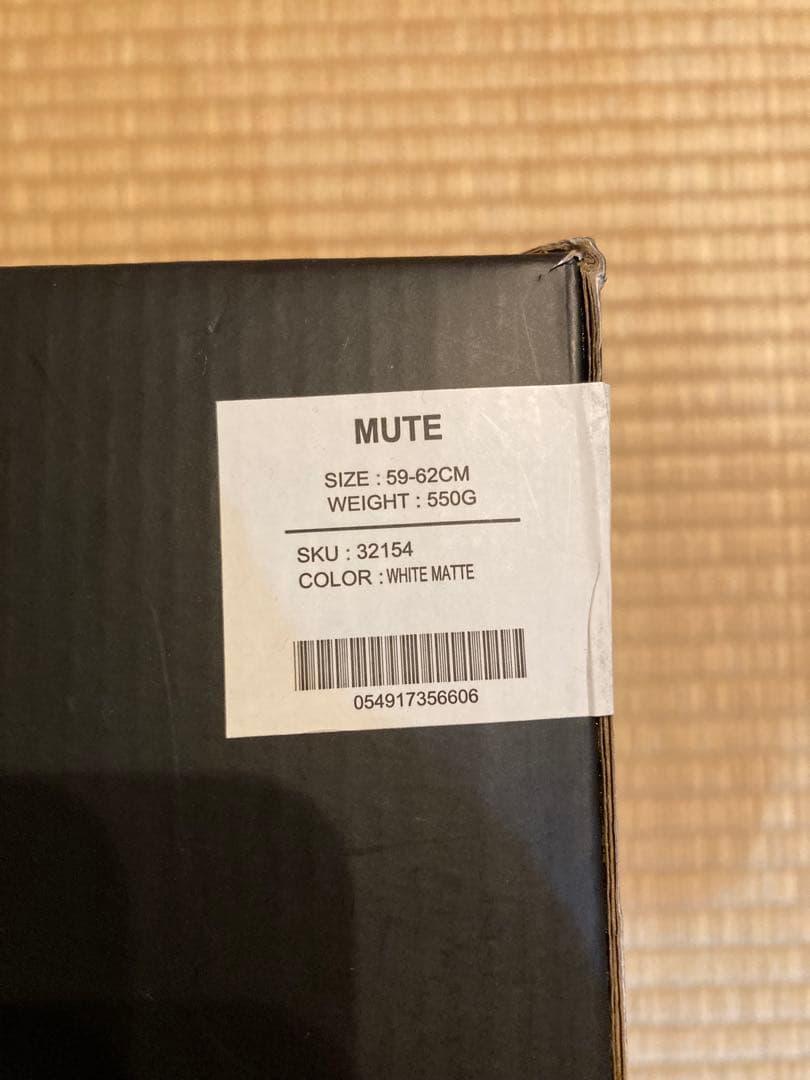 MUTE
SIZE : 59-62CM
WEIGHT : 550G
SKU : 32154
COLOR : WHITE MATTE
054917356606